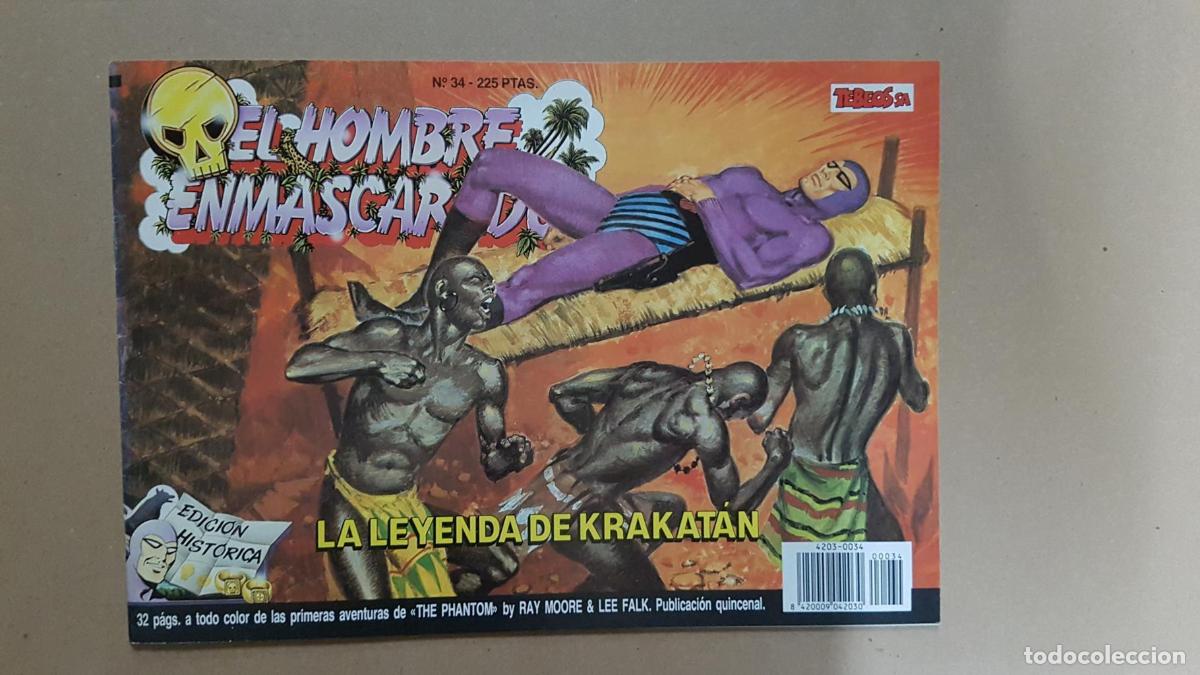 Nº 34 - 225 PTAS.
TEBEOS SA
EL HOMBRE
ENMASCARADO
LA LEYENDA DE KRAKATÁN
EDICIÓN
HISTÓRICA
4203-0034
00034
8 420009 042030
32 págs. a todo color de las primeras aventuras de «THE PHANTOM» by RAY MOORE & LEE FALK. Publicación quincenal.
todocoleccion